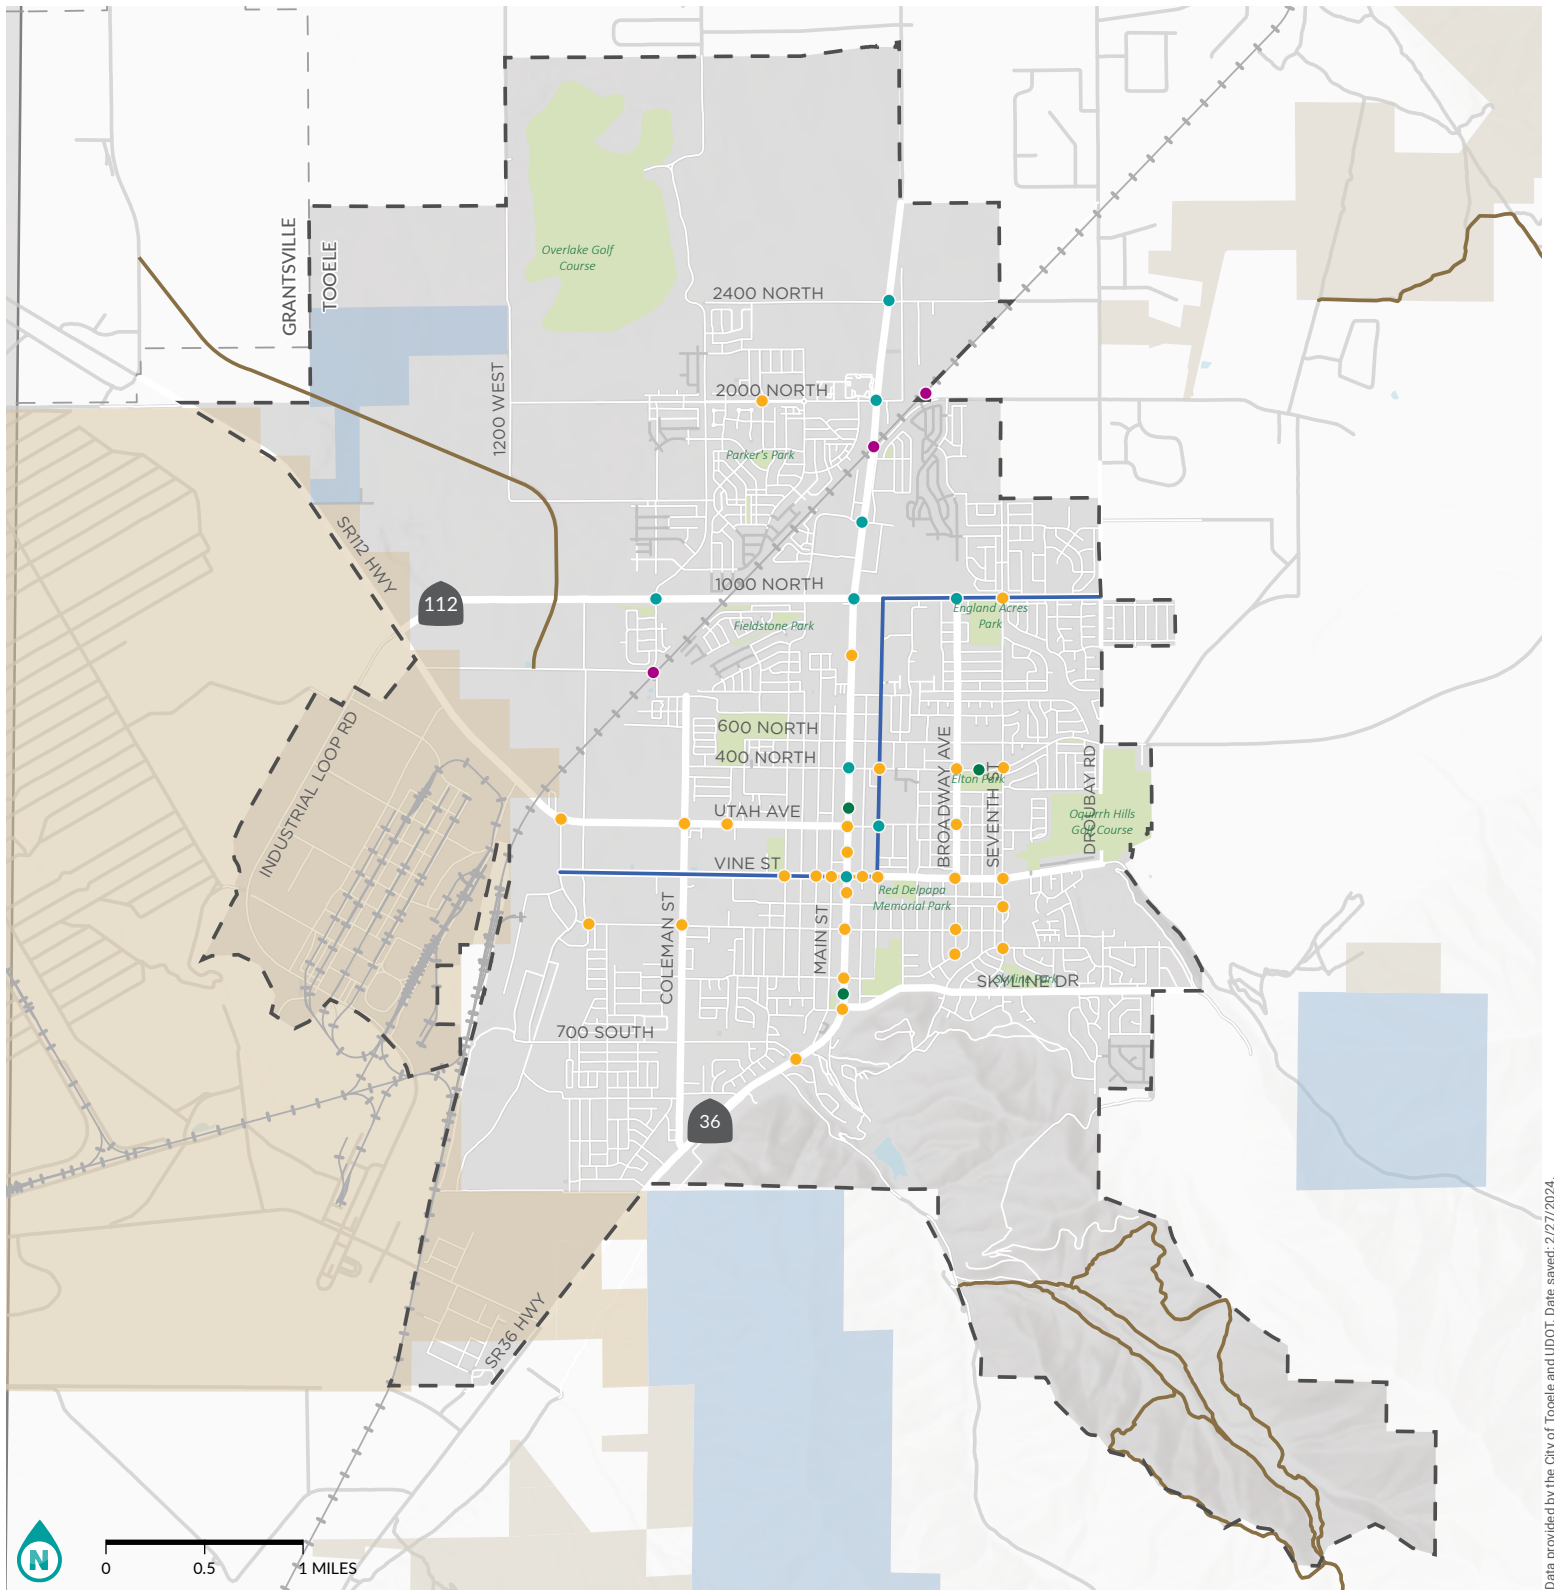 GRANTSVILLE
TOOELE
Overlake Golf
Course
2400 NORTH
1200 WEST
2000 NORTH
Parker's Park
SR112 HWY
112
1000 NORTH
England Acres
Park
Fieldstone Park
INDUSTRIAL LOOP RD
600 NORTH
400 NORTH
BROADWAY AVE
SEVENTH ST
DROUBAY RD
Elton Park
UTAH AVE
Oquirrh Hills
Golf Course
VINE ST
Red Delpapa
Memorial Park
COLEMAN ST
MAIN ST
Skyline Park
SKYLINE DR
700 SOUTH
36
SR36 HWY
N
0 0.5 1 MILES
Data provided by the City of Tooele and UDOT. Date saved: 2/27/2024.